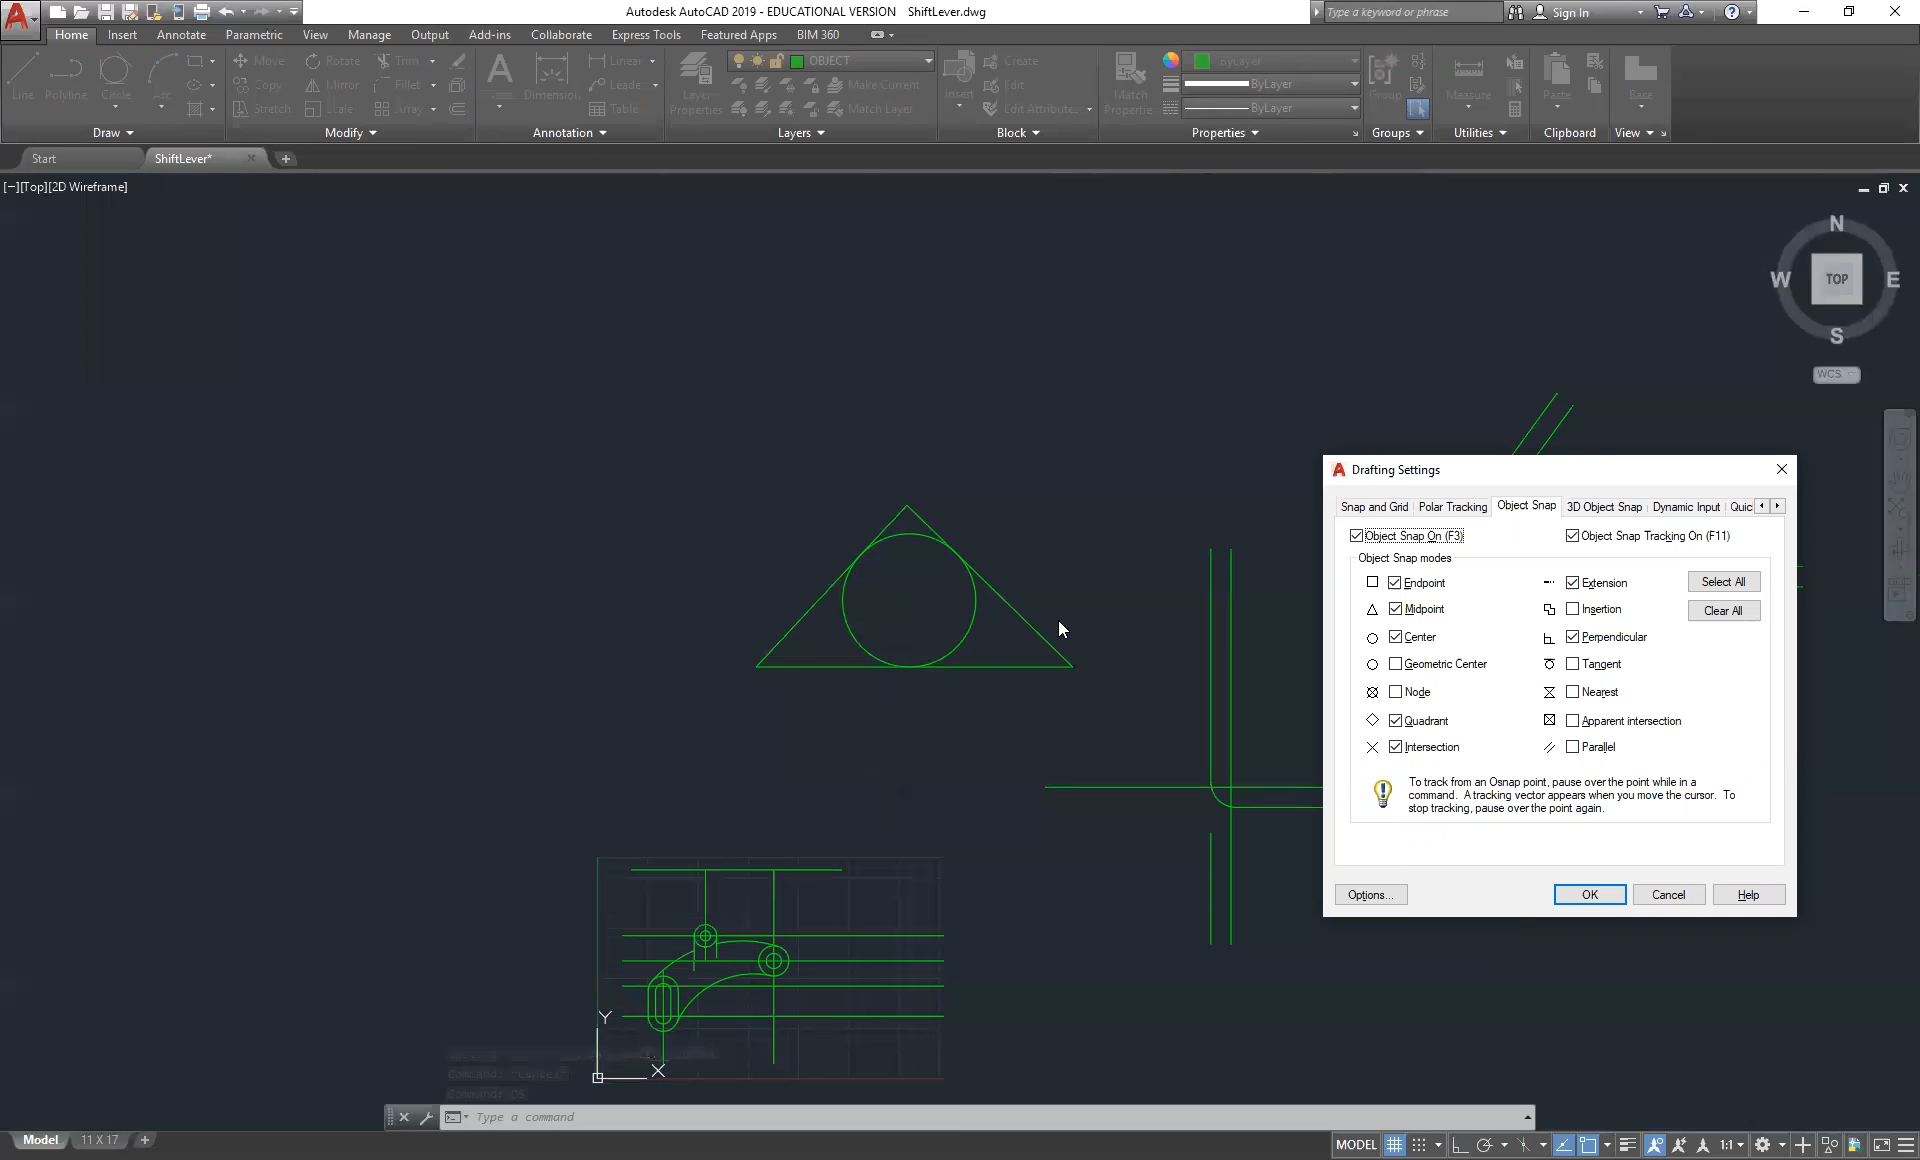 Autodesk AutoCAD 2019 - EDUCATIONAL VERSION ShiftLever.dwg
Type a keyword or phrase
Sign In
Home Insert Annotate Parametric View Manage Output Add-ins Collaborate Express Tools Featured Apps BIM 360
Line Polyline Circle Arc
Move Rotate Trim
Copy Mirror Fillet
Stretch Scale Array
Text Dimension
Linear
Leade
Table
Layer Properties
OBJECT
Make Current
Match Layer
Insert
Create
Edit
Edit Attribute..
Match Properties
ByLayer
ByLayer
ByLayer
Group
Measure
Paste
Base
Draw Modify Annotation Layers Block Properties Groups Utilities Clipboard View
Start ShiftLever* +
[−][Top][2D Wireframe]
N
W TOP E
S
WCS
Drafting Settings
Snap and Grid Polar Tracking Object Snap 3D Object Snap Dynamic Input Quic
Object Snap On (F3) Object Snap Tracking On (F11)
Object Snap modes
Endpoint Extension Select All
Midpoint Insertion Clear All
Center Perpendicular
Geometric Center Tangent
Node Nearest
Quadrant Apparent intersection
Intersection Parallel
To track from an Osnap point, pause over the point while in a
command. A tracking vector appears when you move the cursor. To
stop tracking, pause over the point again.
Options... OK Cancel Help
Y
X
Command: *Cancel*
Command: OS
Type a command
Model 11 X 17 +
MODEL 1:1